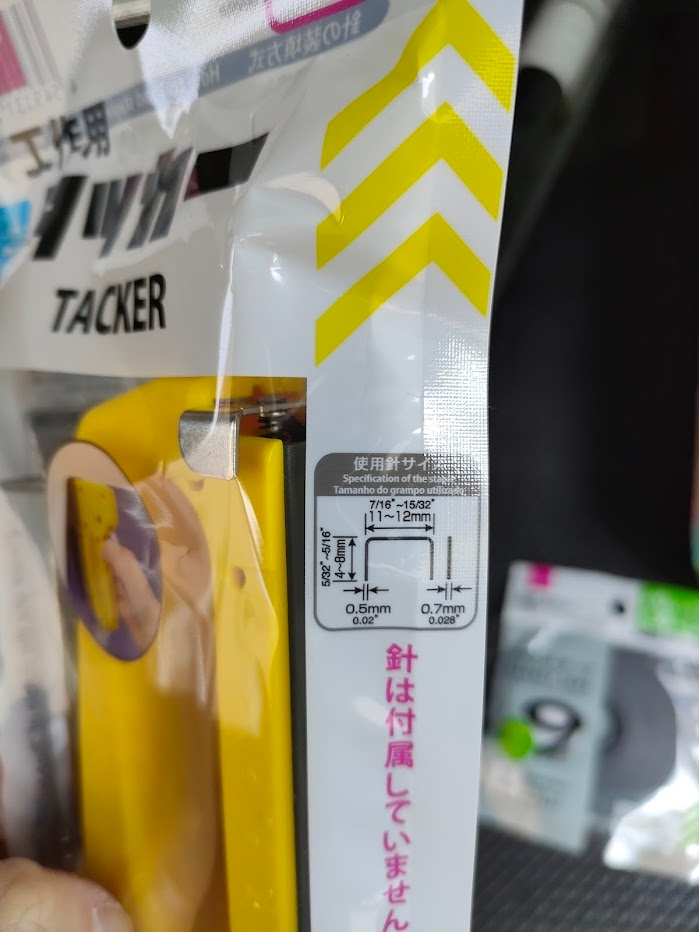 針の装填方式
工作用
タッカー
TACKER
使用針サイズ
Specification of the staple
Tamanho do grampo utilizado
7/16"~15/32"
11~12mm
5/32"~5/16"
4~8mm
0.5mm
0.02"
0.7mm
0.028"
針は付属していません
9